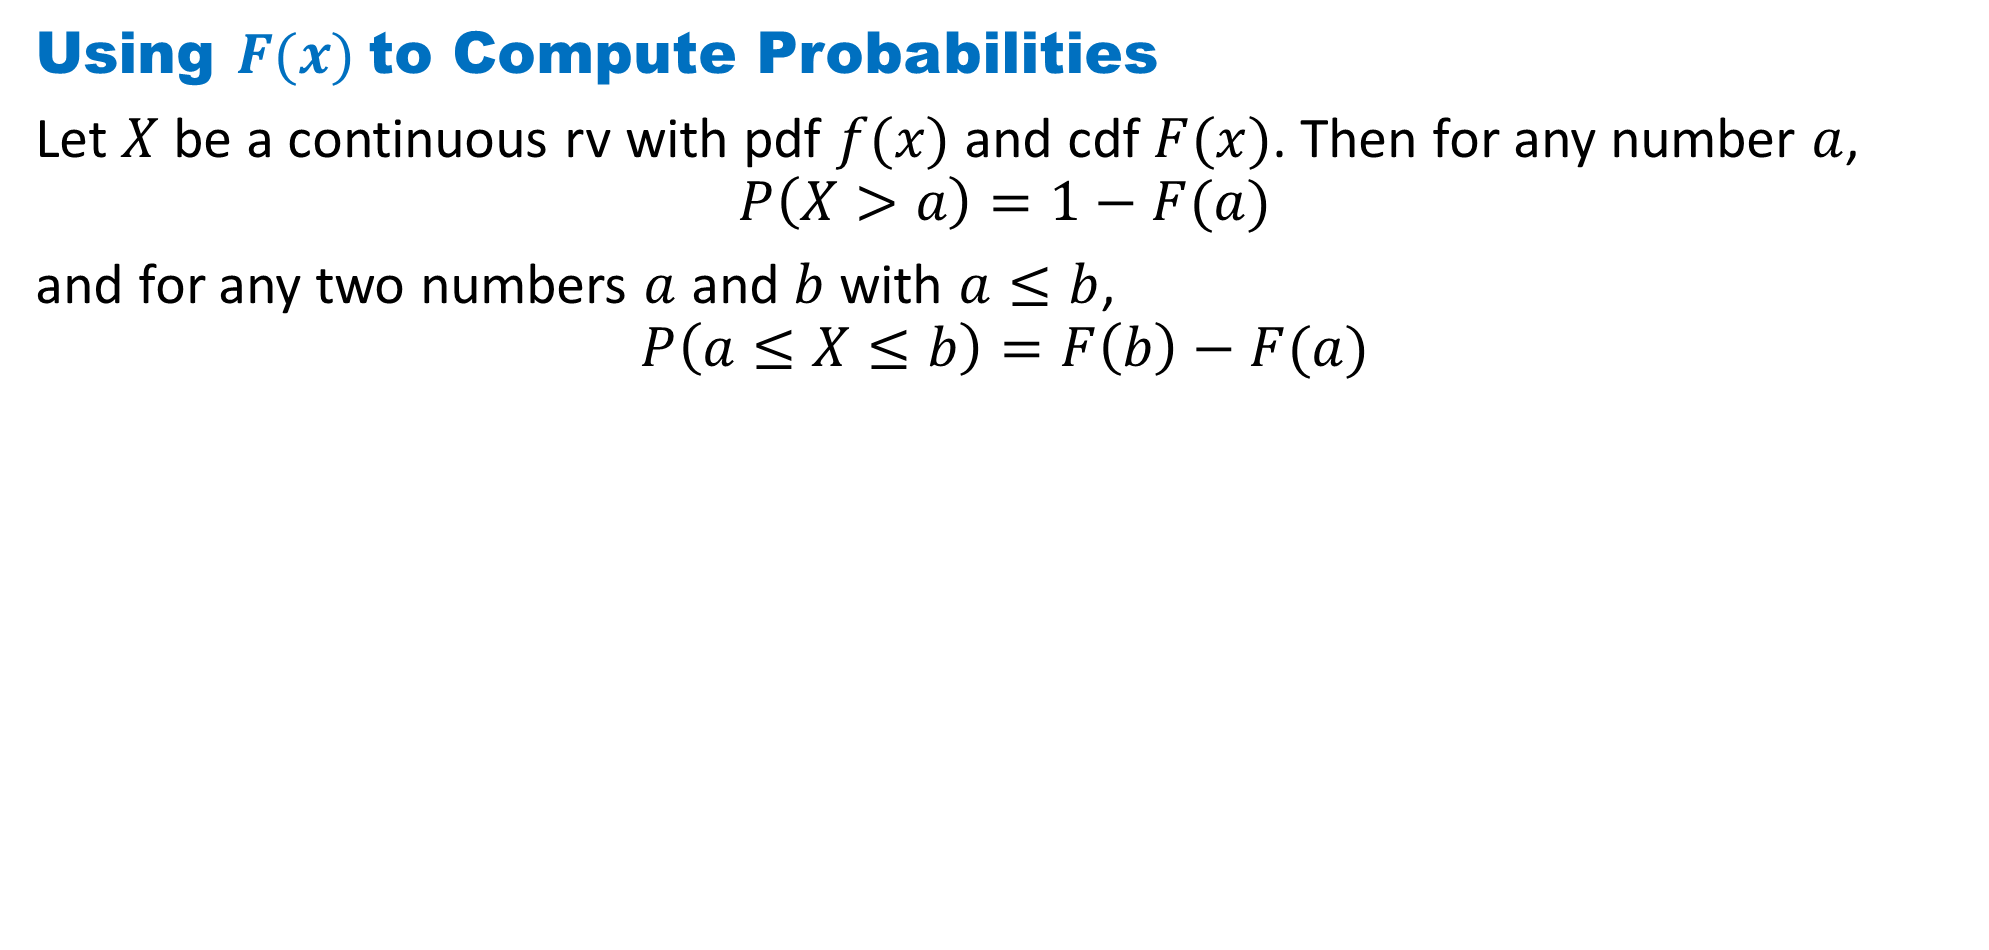 Using F(x) to Compute Probabilities
Let X be a continuous rv with pdf f(x) and cdf F(x). Then for any number a,
P(X > a) = 1 − F(a)
and for any two numbers a and b with a ≤ b,
P(a ≤ X ≤ b) = F(b) − F(a)